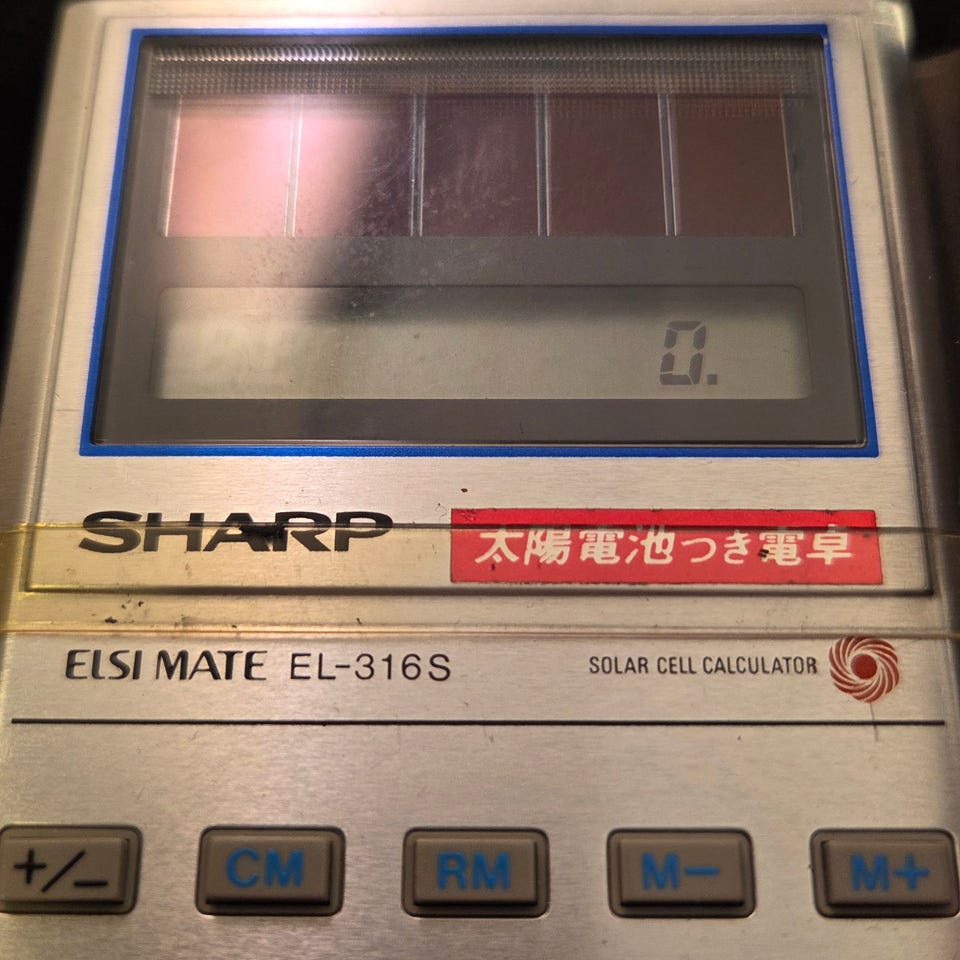 0.
SHARP
太陽電池つき電卓
ELSI MATE EL-316S
SOLAR CELL CALCULATOR
+/− CM RM M− M+